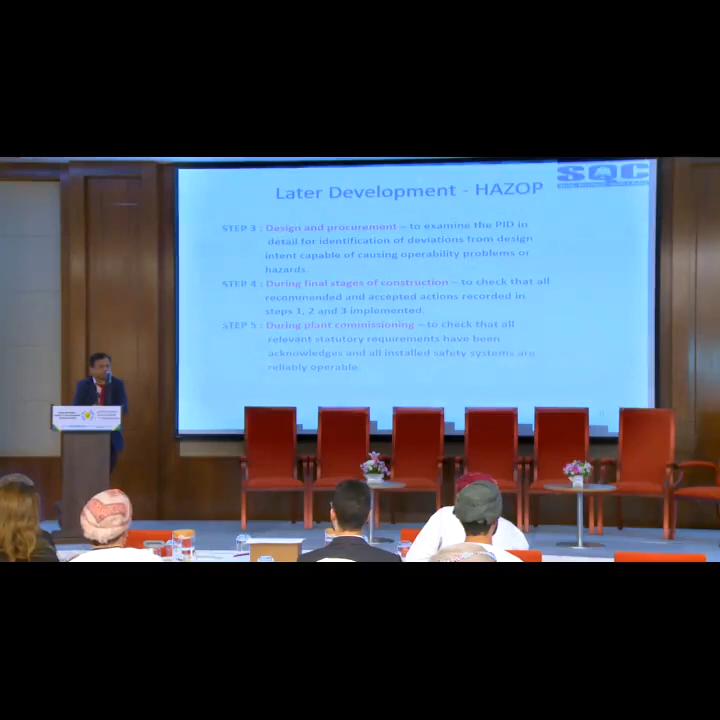 SQC
Later Development - HAZOP
STEP 3 : Design and procurement – to examine the PID in
detail for identification of deviations from design
intent capable of causing operability problems or
hazards.
STEP 4 : During final stages of construction – to check that all
recommended and accepted actions recorded in
steps 1, 2 and 3 implemented.
STEP 5 : During plant commissioning – to check that all
relevant statutory requirements have been
acknowledges and all installed safety systems are
reliably operable.